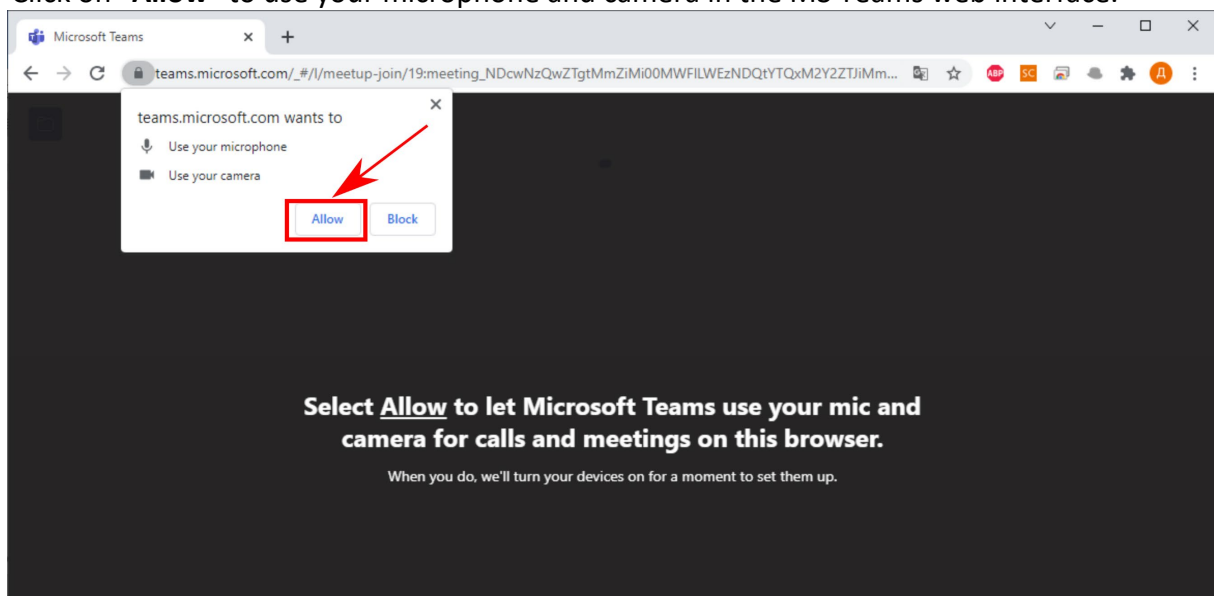 Click on "Allow" to use your microphone and camera in the MS Teams web interface.
Microsoft Teams
teams.microsoft.com/_#/l/meetup-join/19:meeting_NDcwNzQwZTgtMmZiMi00MWFlLWEzNDQtYTQxM2Y2ZTJiMm...
ABP
SC
Д
teams.microsoft.com wants to
Use your microphone
Use your camera
Allow
Block
Select Allow to let Microsoft Teams use your mic and
camera for calls and meetings on this browser.
When you do, we'll turn your devices on for a moment to set them up.